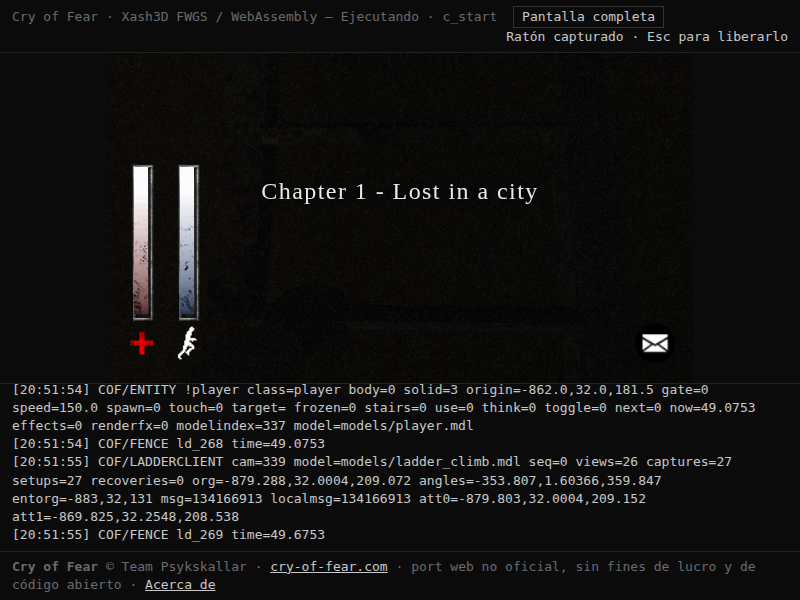 Cry of Fear · Xash3D FWGS / WebAssembly — Ejecutando · c_start Pantalla completa
Ratón capturado · Esc para liberarlo
Chapter 1 - Lost in a city
[20:51:54] COF/ENTITY !player class=player body=0 solid=3 origin=-862.0,32.0,181.5 gate=0
speed=150.0 spawn=0 touch=0 target= frozen=0 stairs=0 use=0 think=0 toggle=0 next=0 now=49.0753
effects=0 renderfx=0 modelindex=337 model=models/player.mdl
[20:51:54] COF/FENCE ld_268 time=49.0753
[20:51:55] COF/LADDERCLIENT cam=339 model=models/ladder_climb.mdl seq=0 views=26 captures=27
setups=27 recoveries=0 org=-879.288,32.0004,209.072 angles=-353.807,1.60366,359.847
entorg=-883,32,131 msg=134166913 localmsg=134166913 att0=-879.803,32.0004,209.152
att1=-869.825,32.2548,208.538
[20:51:55] COF/FENCE ld_269 time=49.6753
Cry of Fear © Team Psyskallar · cry-of-fear.com · port web no oficial, sin fines de lucro y de
código abierto · Acerca de